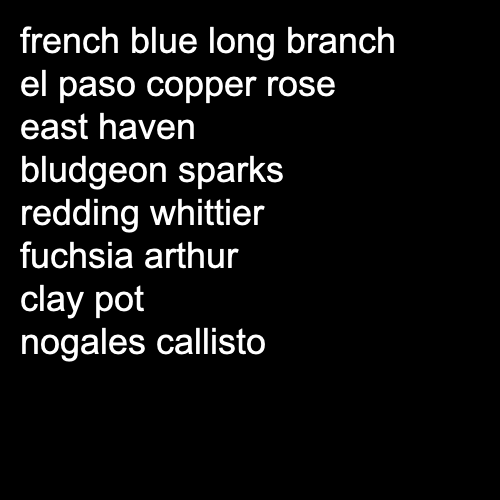 french blue long branch
el paso copper rose
east haven
bludgeon sparks
redding whittier
fuchsia arthur
clay pot
nogales callisto